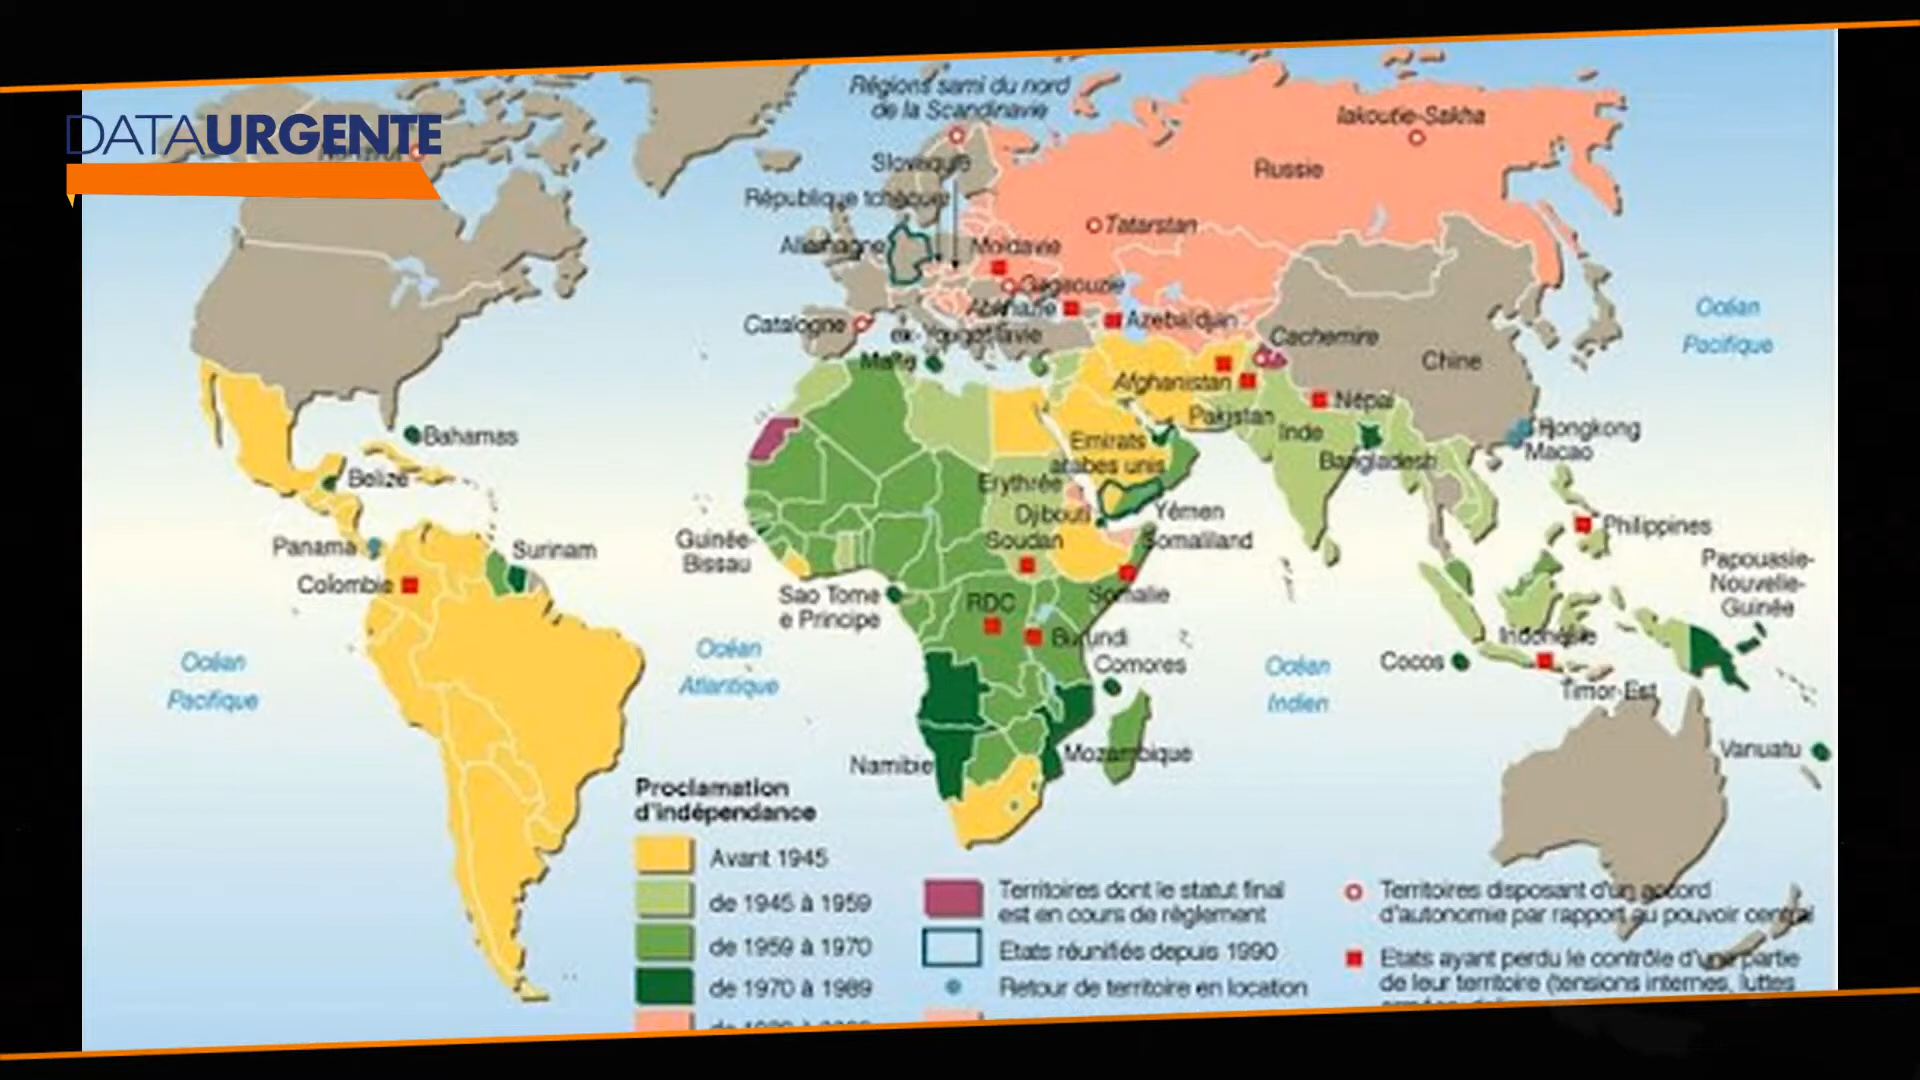 DATAURGENTE
Régions sami du nord
de la Scandinavie
Iakoutie-Sakha
Slovaquie
Russie
République tchèque
Tatarstan
Allemagne
Moldavie
Gagaouzie
Abkhazie
Catalogne
Azebaïdjan
ex-Yougoslavie
Cachemire
Océan
Pacifique
Malte
Chine
Afghanistan
Népal
Pakistan
Bahamas
Inde
Emirats
arabes unis
Hongkong
Macao
Bangladesh
Belize
Erythrée
Djibouti
Yémen
Philippines
Panama
Surinam
Guinée-
Bissau
Soudan
Somaliland
Papouasie-
Nouvelle-
Guinée
Colombie
Sao Tome
e Principe
RDC
Somalie
Burundi
Indonésie
Océan
Pacifique
Océan
Atlantique
Comores
Océan
Indien
Cocos
Timor-Est
Namibie
Mozambique
Vanuatu
Proclamation
d'indépendance
Avant 1945
de 1945 à 1959
de 1959 à 1970
de 1970 à 1989
Territoires dont le statut final
est en cours de règlement
Etats réunifiés depuis 1990
Retour de territoire en location
Territoires disposant d'un accord
d'autonomie par rapport au pouvoir central
Etats ayant perdu le contrôle d'une partie
de leur territoire (tensions internes, luttes